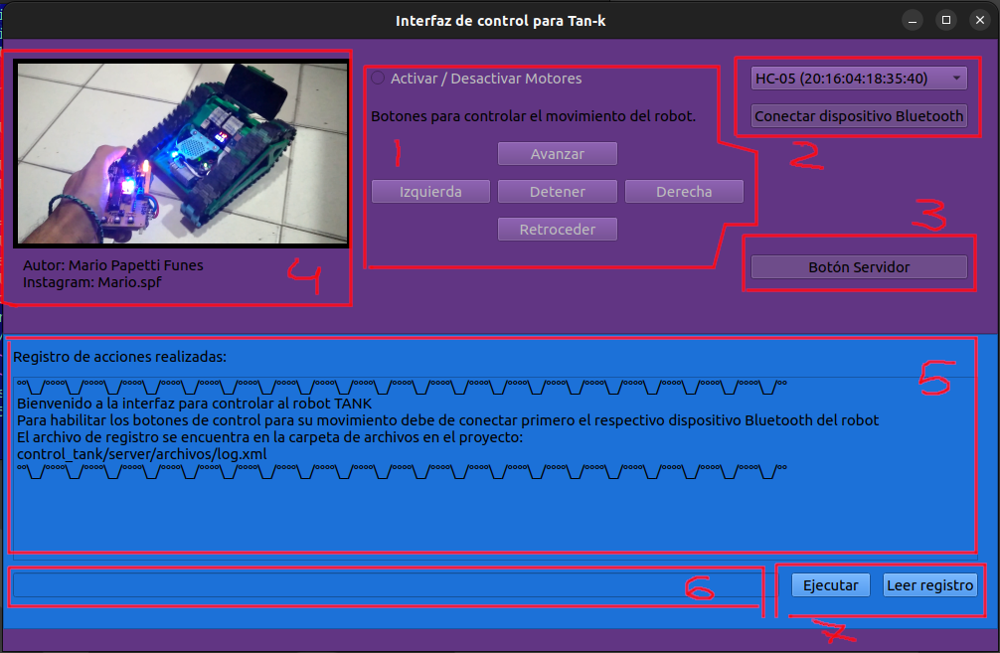 Interfaz de control para Tan-k
Activar / Desactivar Motores
HC-05 (20:16:04:18:35:40)
Botones para controlar el movimiento del robot.
Conectar dispositivo Bluetooth
1
2
Avanzar
Izquierda
Detener
Derecha
3
Retroceder
Autor: Mario Papetti Funes
Instagram: Mario.spf
4
Botón Servidor
Registro de acciones realizadas:
5
Bienvenido a la interfaz para controlar al robot TANK
Para habilitar los botones de control para su movimiento debe de conectar primero el respectivo dispositivo Bluetooth del robot
El archivo de registro se encuentra en la carpeta de archivos en el proyecto:
control_tank/server/archivos/log.xml
6
Ejecutar
Leer registro
7